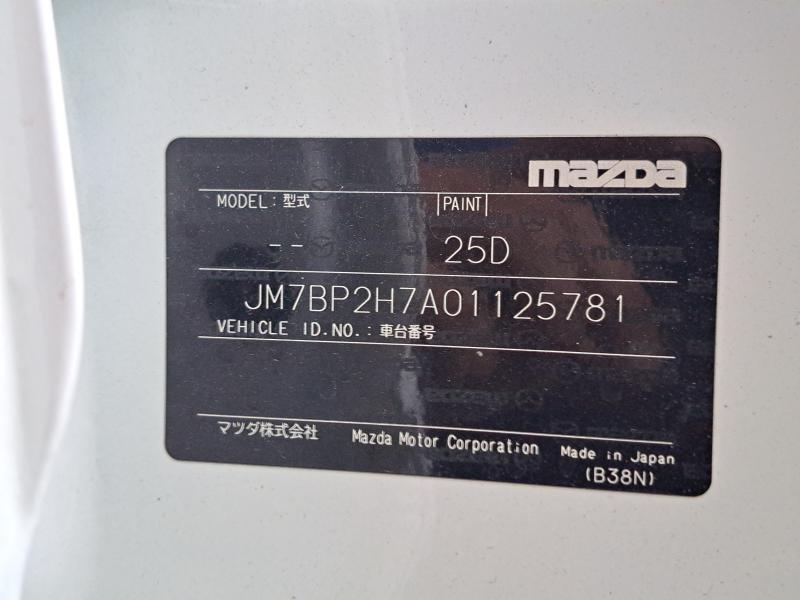 mazda
MODEL : 型式 PAINT
-- 25D
JM7BP2H7A01125781
VEHICLE ID.NO. : 車台番号
マツダ株式会社 Mazda Motor Corporation Made in Japan
(B38N)